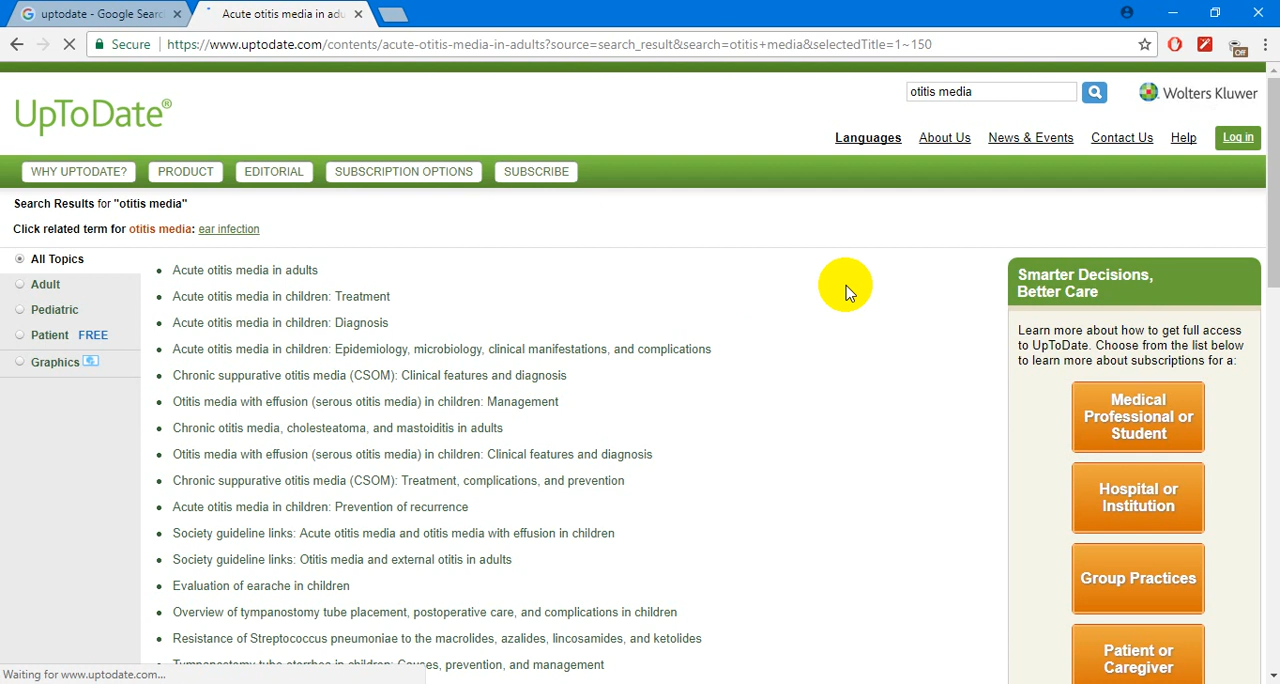 uptodate - Google Searc
Acute otitis media in adu
Secure
https://www.uptodate.com/contents/acute-otitis-media-in-adults?source=search_result&search=otitis+media&selectedTitle=1~150
Off
UpToDate®
otitis media
Wolters Kluwer
Languages
About Us
News & Events
Contact Us
Help
Log in
WHY UPTODATE?
PRODUCT
EDITORIAL
SUBSCRIPTION OPTIONS
SUBSCRIBE
Search Results for "otitis media"
Click related term for otitis media: ear infection
All Topics
Adult
Pediatric
Patient FREE
Graphics
Acute otitis media in adults
Acute otitis media in children: Treatment
Acute otitis media in children: Diagnosis
Acute otitis media in children: Epidemiology, microbiology, clinical manifestations, and complications
Chronic suppurative otitis media (CSOM): Clinical features and diagnosis
Otitis media with effusion (serous otitis media) in children: Management
Chronic otitis media, cholesteatoma, and mastoiditis in adults
Otitis media with effusion (serous otitis media) in children: Clinical features and diagnosis
Chronic suppurative otitis media (CSOM): Treatment, complications, and prevention
Acute otitis media in children: Prevention of recurrence
Society guideline links: Acute otitis media and otitis media with effusion in children
Society guideline links: Otitis media and external otitis in adults
Evaluation of earache in children
Overview of tympanostomy tube placement, postoperative care, and complications in children
Resistance of Streptococcus pneumoniae to the macrolides, azalides, lincosamides, and ketolides
Tympanostomy tube otorrhea in children: Causes, prevention, and management
Smarter Decisions,
Better Care
Learn more about how to get full access
to UpToDate. Choose from the list below
to learn more about subscriptions for a:
Medical
Professional or
Student
Hospital or
Institution
Group Practices
Patient or
Caregiver
Waiting for www.uptodate.com...